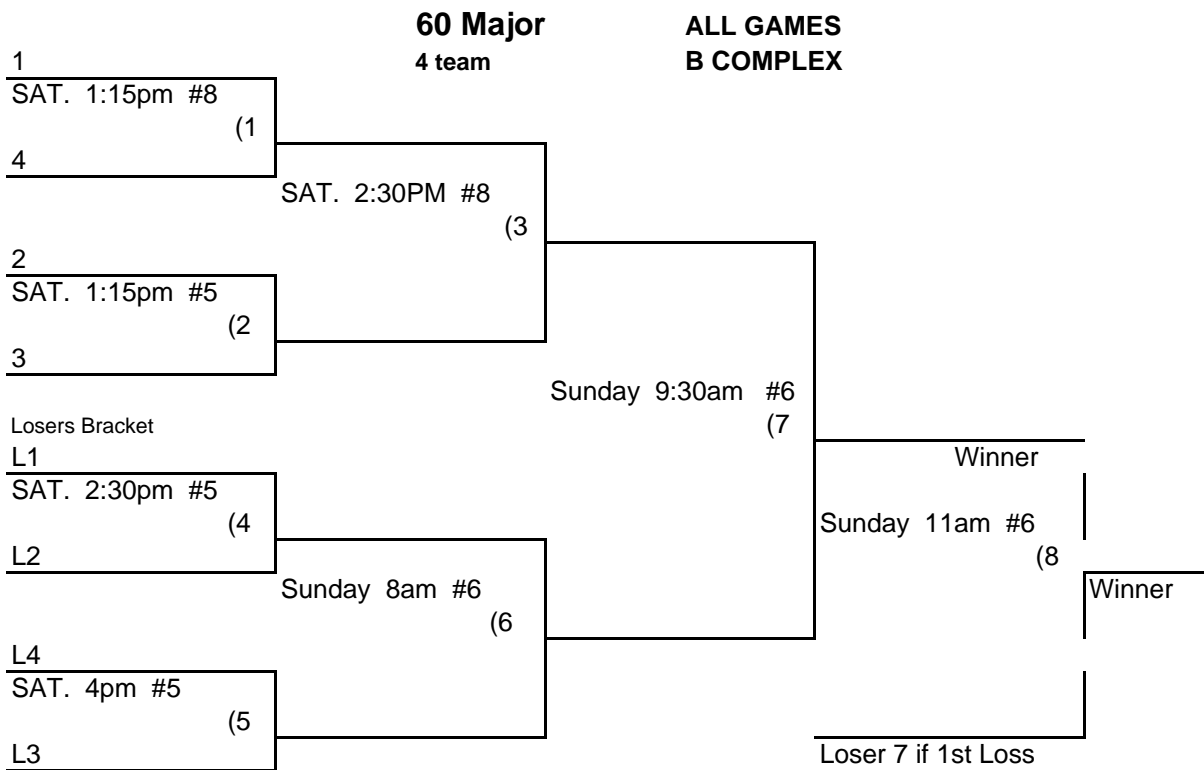 60 Major ALL GAMES
1 4 team B COMPLEX
SAT. 1:15pm #8
(1
4
SAT. 2:30PM #8
(3
2
SAT. 1:15pm #5
(2
3
Sunday 9:30am #6
(7
Losers Bracket
L1
Winner
SAT. 2:30pm #5
(4
Sunday 11am #6
(8
L2
Sunday 8am #6
(6
Winner
L4
SAT. 4pm #5
(5
L3
Loser 7 if 1st Loss